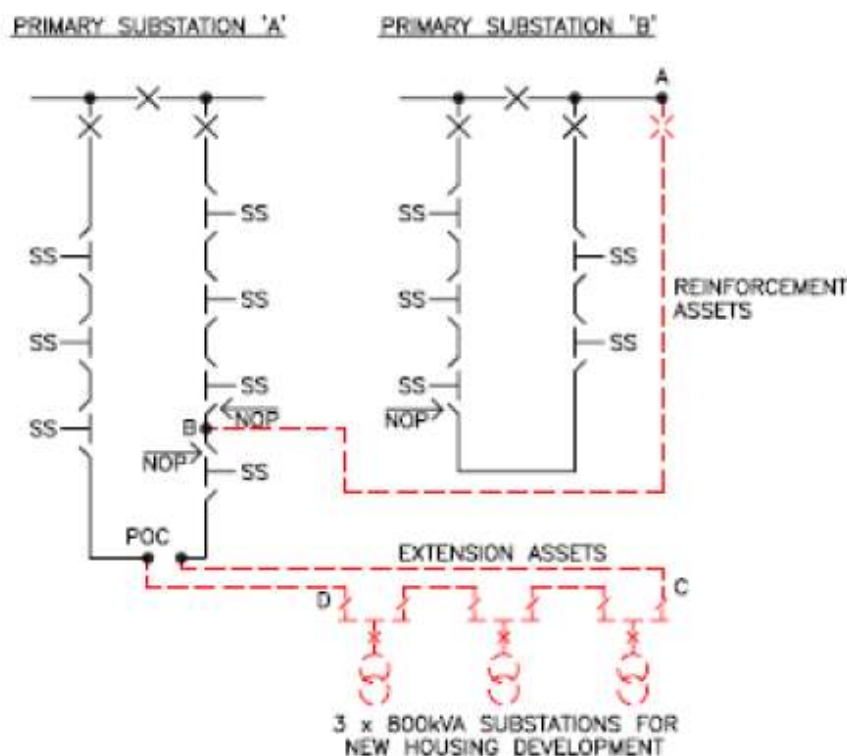 PRIMARY SUBSTATION 'A'
PRIMARY SUBSTATION 'B'
A
SS
SS
SS
SS
SS
SS
SS
SS
SS
SS
SS
SS
REINFORCEMENT
ASSETS
B
NOP
NOP
NOP
POC
EXTENSION ASSETS
D
C
3 x 800kVA SUBSTATIONS FOR
NEW HOUSING DEVELOPMENT